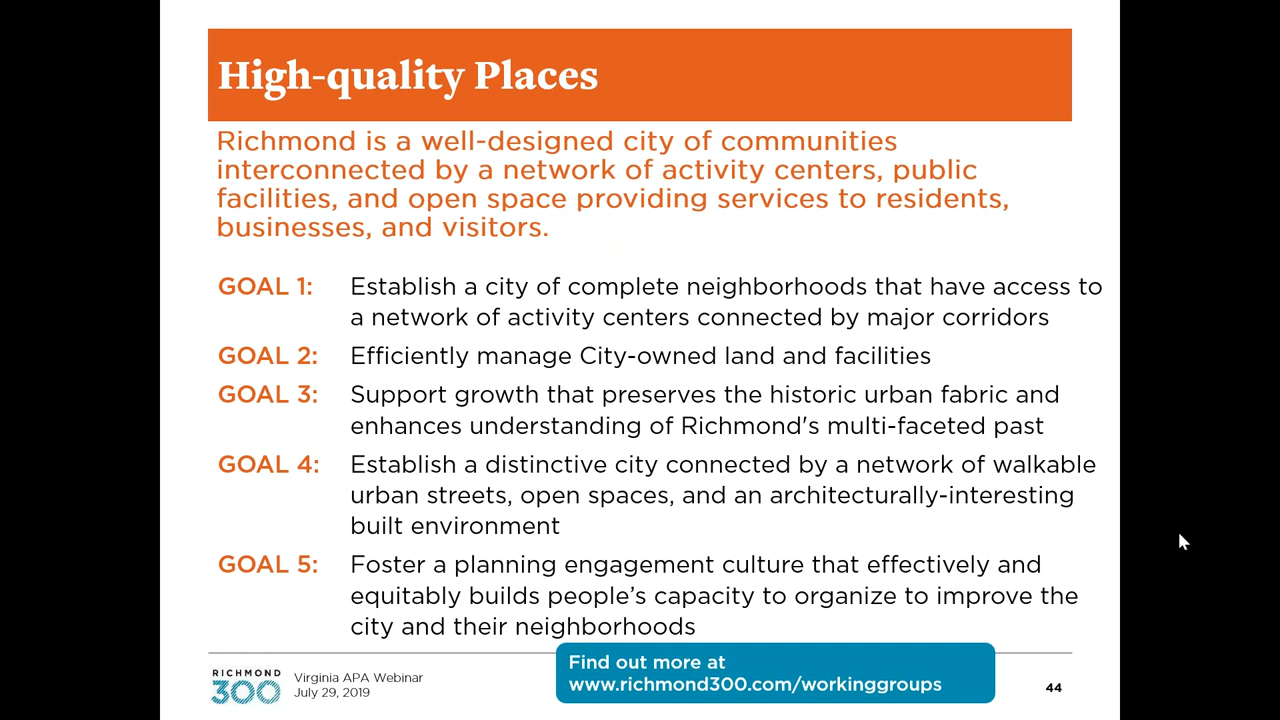 High-quality Places
Richmond is a well-designed city of communities
interconnected by a network of activity centers, public
facilities, and open space providing services to residents,
businesses, and visitors.
GOAL 1: Establish a city of complete neighborhoods that have access to
a network of activity centers connected by major corridors
GOAL 2: Efficiently manage City-owned land and facilities
GOAL 3: Support growth that preserves the historic urban fabric and
enhances understanding of Richmond's multi-faceted past
GOAL 4: Establish a distinctive city connected by a network of walkable
urban streets, open spaces, and an architecturally-interesting
built environment
GOAL 5: Foster a planning engagement culture that effectively and
equitably builds people’s capacity to organize to improve the
city and their neighborhoods
RICHMOND
300
Virginia APA Webinar
July 29, 2019
Find out more at
www.richmond300.com/workinggroups
44